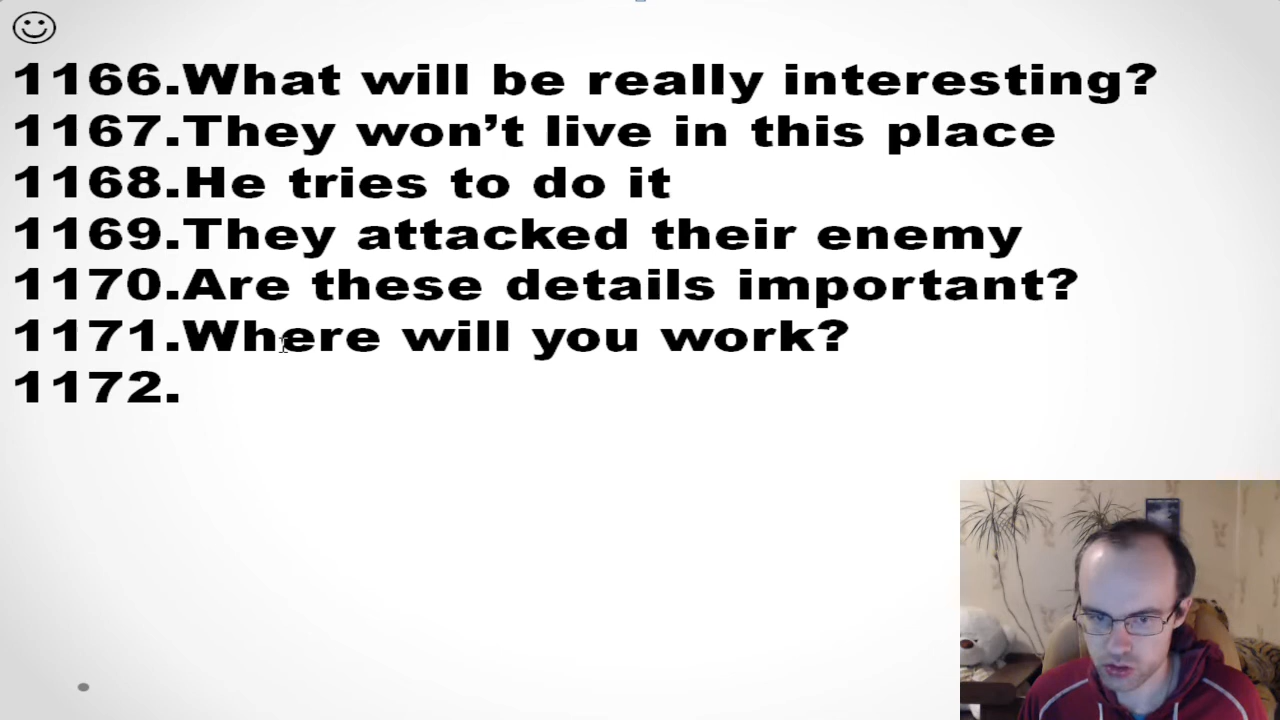 1166.What will be really interesting?
1167.They won’t live in this place
1168.He tries to do it
1169.They attacked their enemy
1170.Are these details important?
1171.Where will you work?
1172.